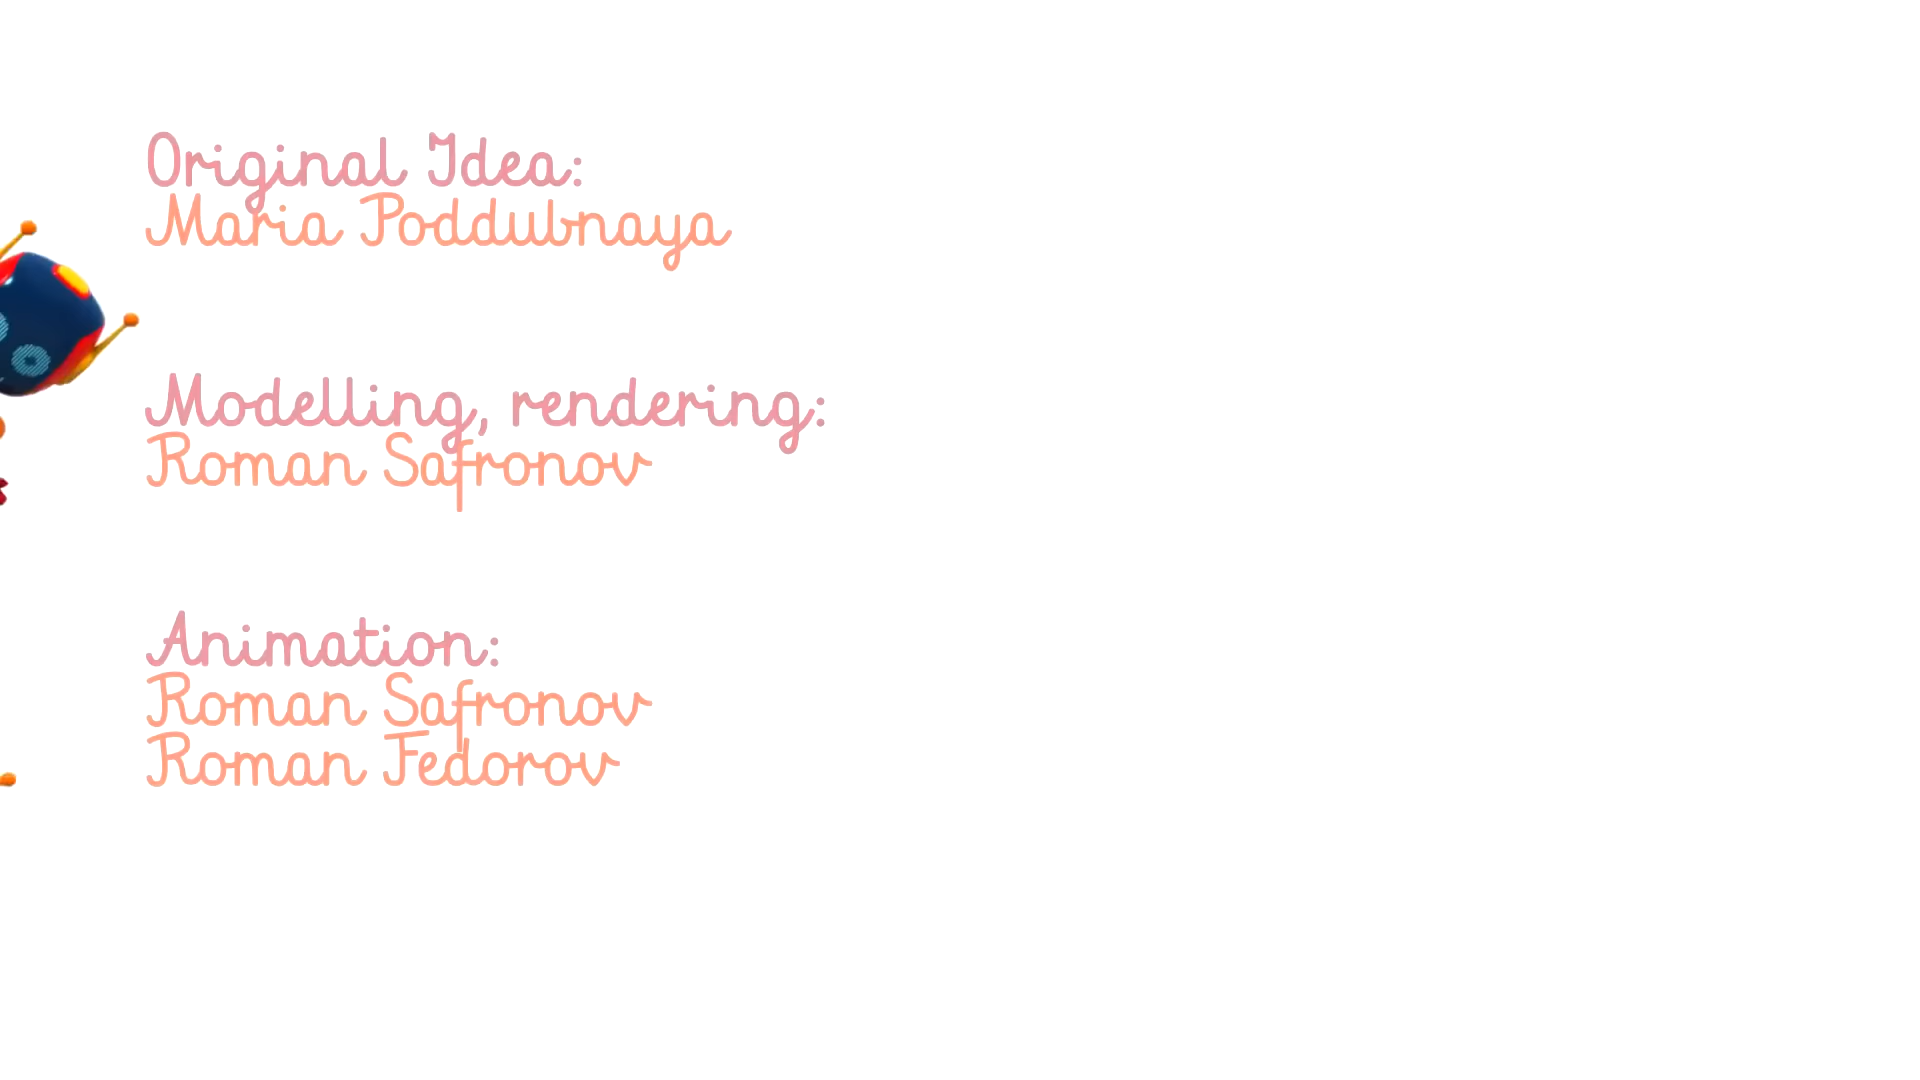 Original Idea:
Maria Poddubnaya
Modelling, rendering:
Roman Safronov
Animation:
Roman Safronov
Roman Fedorov